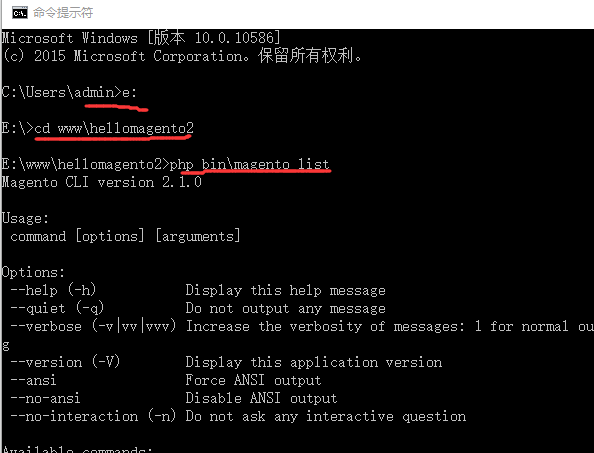 命令提示符
Microsoft Windows [版本 10.0.10586]
(c) 2015 Microsoft Corporation。保留所有权利。
C:\Users\admin>e:
E:\>cd www\hellomagento2
E:\www\hellomagento2>php bin\magento list
Magento CLI version 2.1.0
Usage:
command [options] [arguments]
Options:
--help (-h) Display this help message
--quiet (-q) Do not output any message
--verbose (-v|vv|vvv) Increase the verbosity of messages: 1 for normal ou
g
--version (-V) Display this application version
--ansi Force ANSI output
--no-ansi Disable ANSI output
--no-interaction (-n) Do not ask any interactive question
Available commands: